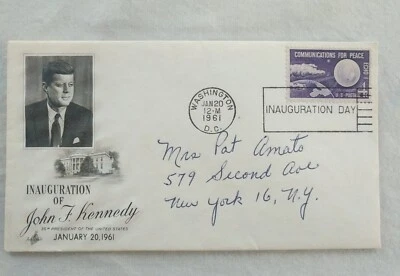 COMMUNICATIONS FOR PEACE
U.S. POSTAGE
WASHINGTON
JAN 20
12-M
1961
D.C.
INAUGURATION DAY
Mrs Pat Amato
579 Second Ave
New York 16, N.Y.
INAUGURATION
OF
John F. Kennedy
35TH PRESIDENT OF THE UNITED STATES
JANUARY 20, 1961